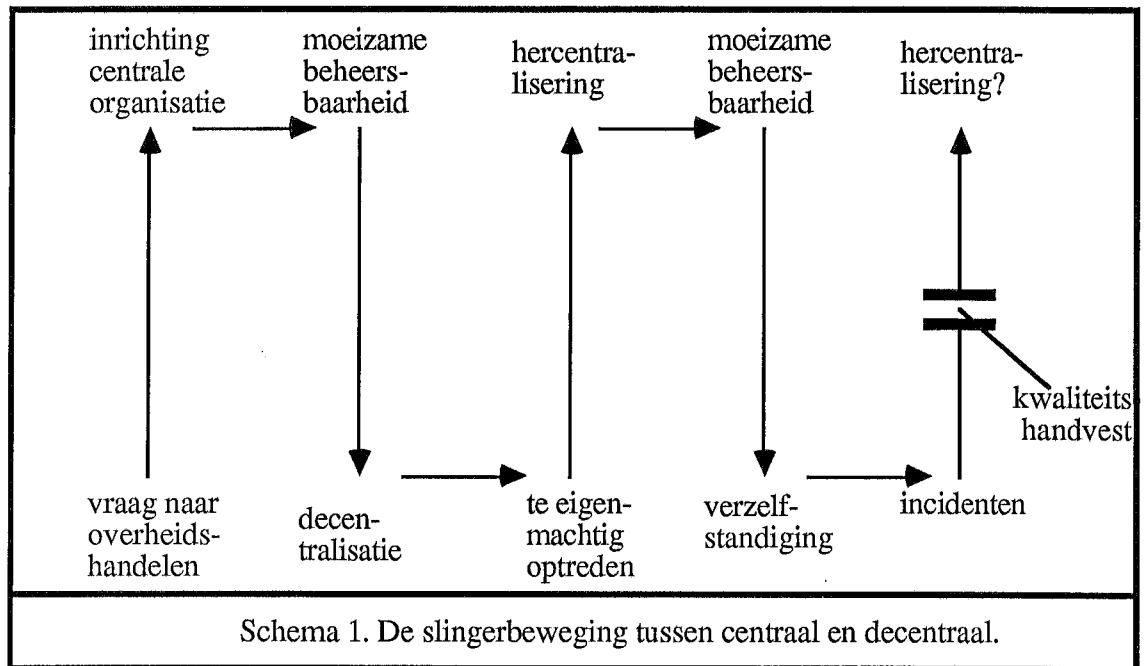 inrichting
centrale
organisatie
moeizame
beheers-
baarheid
hercentra-
lisering
moeizame
beheers-
baarheid
hercentra-
lisering?
kwaliteits
handvest
vraag naar
overheids-
handelen
decen-
tralisatie
te eigen-
machtig
optreden
verzelf-
standiging
incidenten
Schema 1. De slingerbeweging tussen centraal en decentraal.